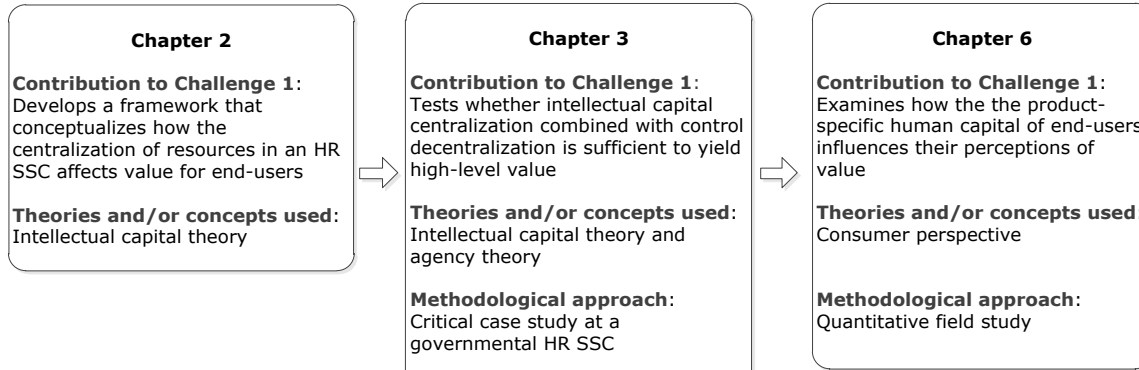 Chapter 2
Contribution to Challenge 1:
Develops a framework that
conceptualizes how the
centralization of resources in an HR
SSC affects value for end-users
Theories and/or concepts used:
Intellectual capital theory
Chapter 3
Contribution to Challenge 1:
Tests whether intellectual capital
centralization combined with control
decentralization is sufficient to yield
high-level value
Theories and/or concepts used:
Intellectual capital theory and
agency theory
Methodological approach:
Critical case study at a
governmental HR SSC
Chapter 6
Contribution to Challenge 1:
Examines how the the product-
specific human capital of end-users
influences their perceptions of
value
Theories and/or concepts used:
Consumer perspective
Methodological approach:
Quantitative field study